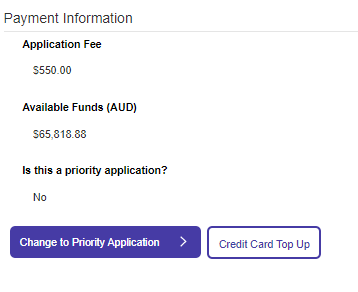 Payment Information
Application Fee
$550.00
Available Funds (AUD)
$65,818.88
Is this a priority application?
No
Change to Priority Application
Credit Card Top Up